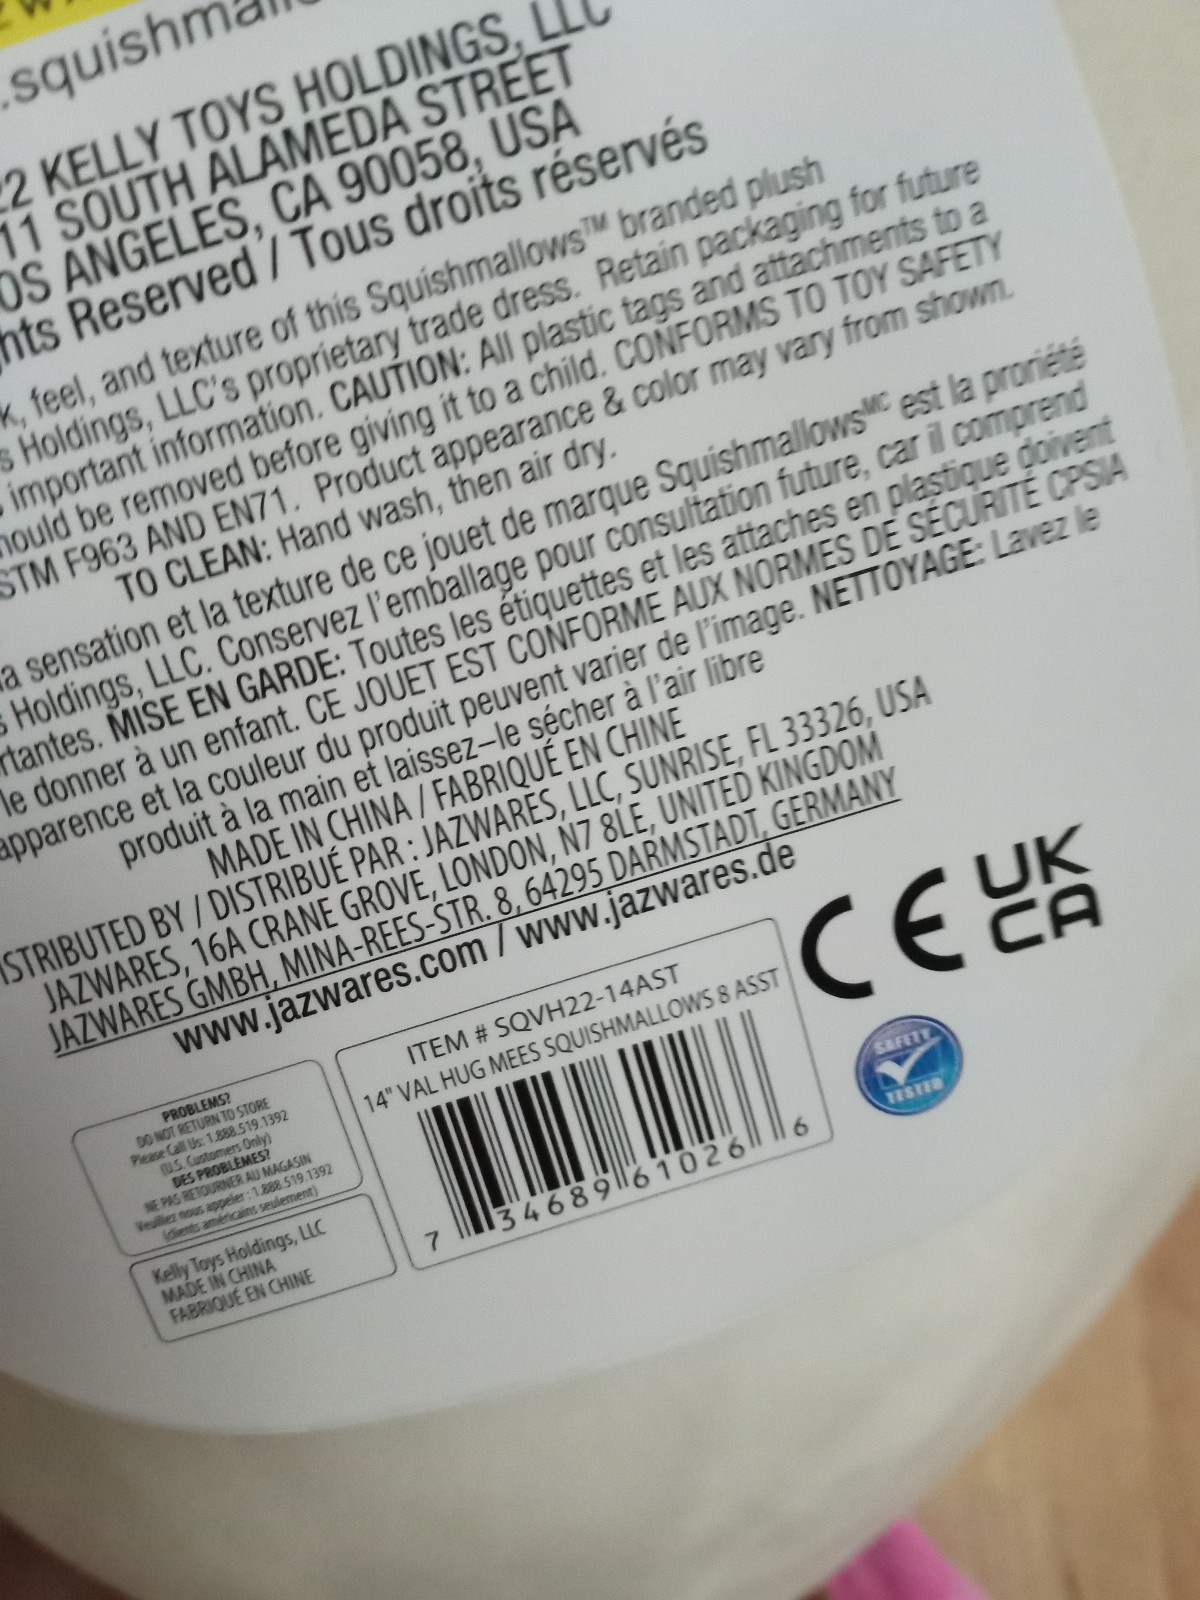 .squishmallo
22 KELLY TOYS HOLDINGS, LLC
11 SOUTH ALAMEDA STREET
OS ANGELES, CA 90058, USA
hts Reserved / Tous droits réservés
k, feel, and texture of this Squishmallows™ branded plush
s Holdings, LLC's proprietary trade dress. Retain packaging for future
important information. CAUTION: All plastic tags and attachments to a
hould be removed before giving it to a child. CONFORMS TO TOY SAFETY
STM F963 AND EN71. Product appearance & color may vary from shown.
TO CLEAN: Hand wash, then air dry.
la sensation et la texture de ce jouet de marque Squishmallowsᴹᶜ est la proriété
s Holdings, LLC. Conservez l'emballage pour consultation future, car il comprend
rtantes. MISE EN GARDE: Toutes les étiquettes et les attaches en plastique doivent
le donner à un enfant. CE JOUET EST CONFORME AUX NORMES DE SÉCURITÉ CPSIA
apparence et la couleur du produit peuvent varier de l'image. NETTOYAGE: Lavez le
produit à la main et laissez–le sécher à l'air libre
MADE IN CHINA / FABRIQUÉ EN CHINE
ISTRIBUTED BY / DISTRIBUÉ PAR : JAZWARES, LLC, SUNRISE, FL 33326, USA
JAZWARES, 16A CRANE GROVE, LONDON, N7 8LE, UNITED KINGDOM
JAZWARES GMBH, MINA-REES-STR. 8, 64295 DARMSTADT, GERMANY
www.jazwares.com / www.jazwares.de
CE UK
CA
SAFETY
TESTED
ITEM # SQVH22-14AST
14" VAL HUG MEES SQUISHMALLOWS 8 ASST
7 34689 61026 6
PROBLEMS?
DO NOT RETURN TO STORE
Please Call Us: 1.888.519.1392
(U.S. Customers Only)
DES PROBLÈMES?
NE PAS RETOURNER AU MAGASIN
Veuillez nous appeler : 1.888.519.1392
(clients américains seulement)
Kelly Toys Holdings, LLC
MADE IN CHINA
FABRIQUÉ EN CHINE